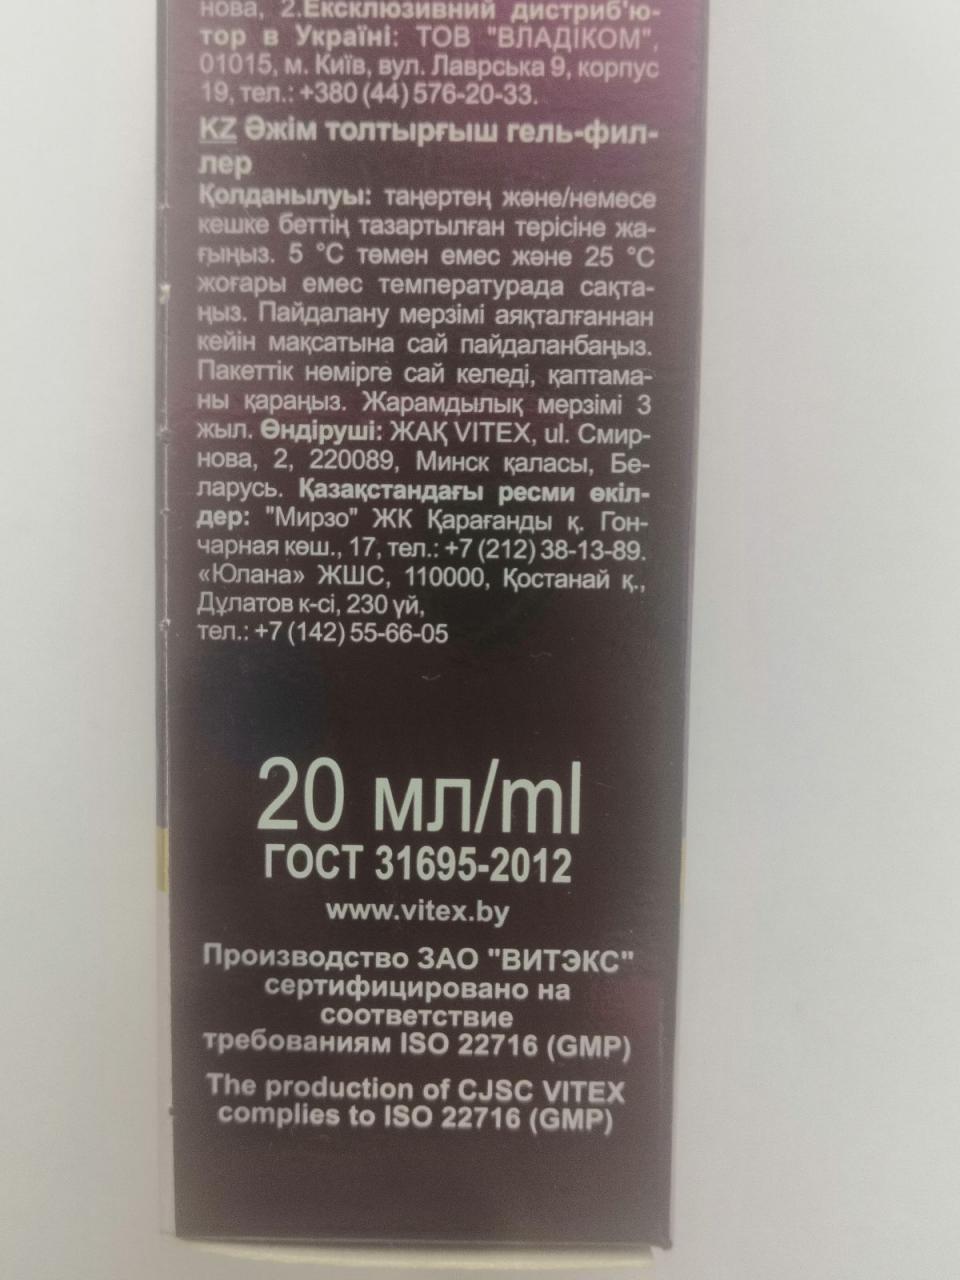 нова, 2.Ексклюзивний дистриб'ю-
тор в Україні: ТОВ "ВЛАДІКОМ",
01015, м. Київ, вул. Лаврська 9, корпус
19, тел.: +380 (44) 576-20-33.
KZ Әжім толтырғыш гель-фил-
лер
Қолданылуы: таңертең және/немесе
кешке беттің тазартылған терісіне жа-
ғыңыз. 5 °C төмен емес және 25 °C
жоғары емес температурада сақта-
ңыз. Пайдалану мерзімі аяқталғаннан
кейін мақсатына сай пайдаланбаңыз.
Пакеттік нөмірге сай келеді, қаптама-
ны қараңыз. Жарамдылық мерзімі 3
жыл. Өндіруші: ЖАҚ VITEX, ul. Смир-
нова, 2, 220089, Минск қаласы, Бе-
ларусь. Қазақстандағы ресми өкіл-
дер: "Мирзо" ЖК Қарағанды қ. Гон-
чарная көш., 17, тел.: +7 (212) 38-13-89.
«Юлана» ЖШС, 110000, Қостанай қ.,
Дұлатов к-сі, 230 үй,
тел.: +7 (142) 55-66-05
20 мл/ml
ГОСТ 31695-2012
www.vitex.by
Производство ЗАО "ВИТЭКС"
сертифицировано на
соответствие
требованиям ISO 22716 (GMP)
The production of CJSC VITEX
complies to ISO 22716 (GMP)